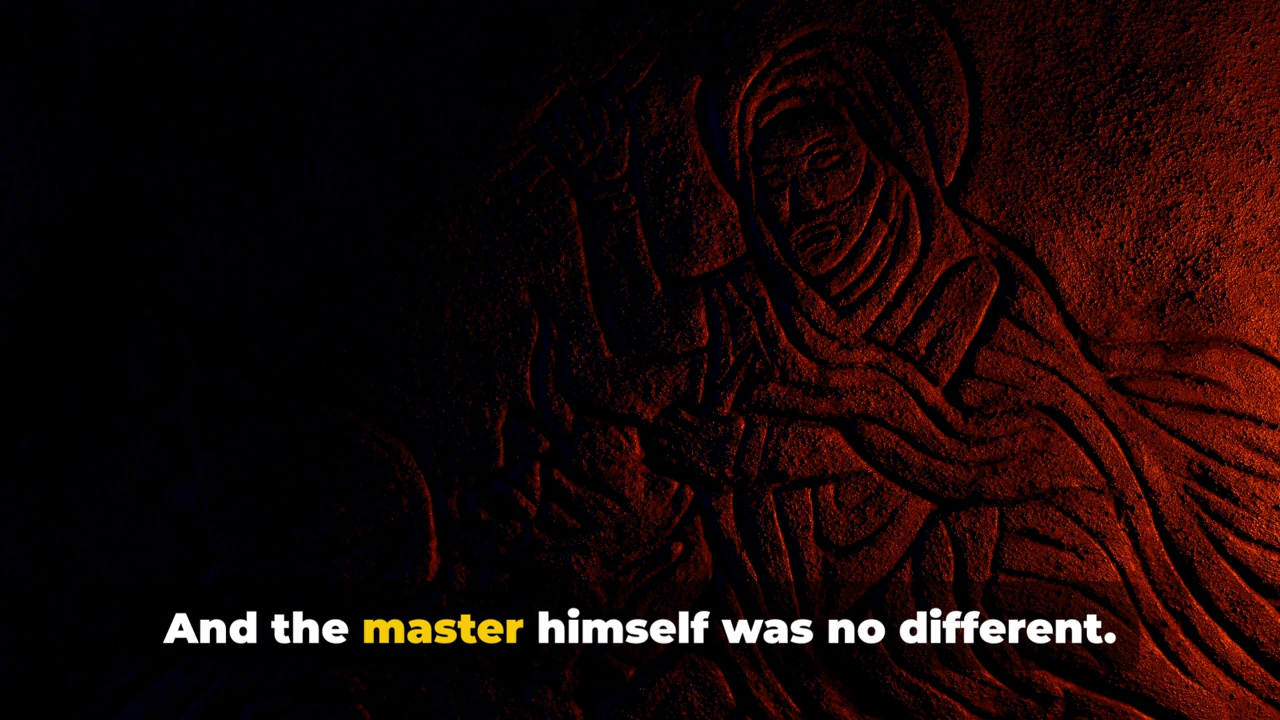 And the master himself was no different.